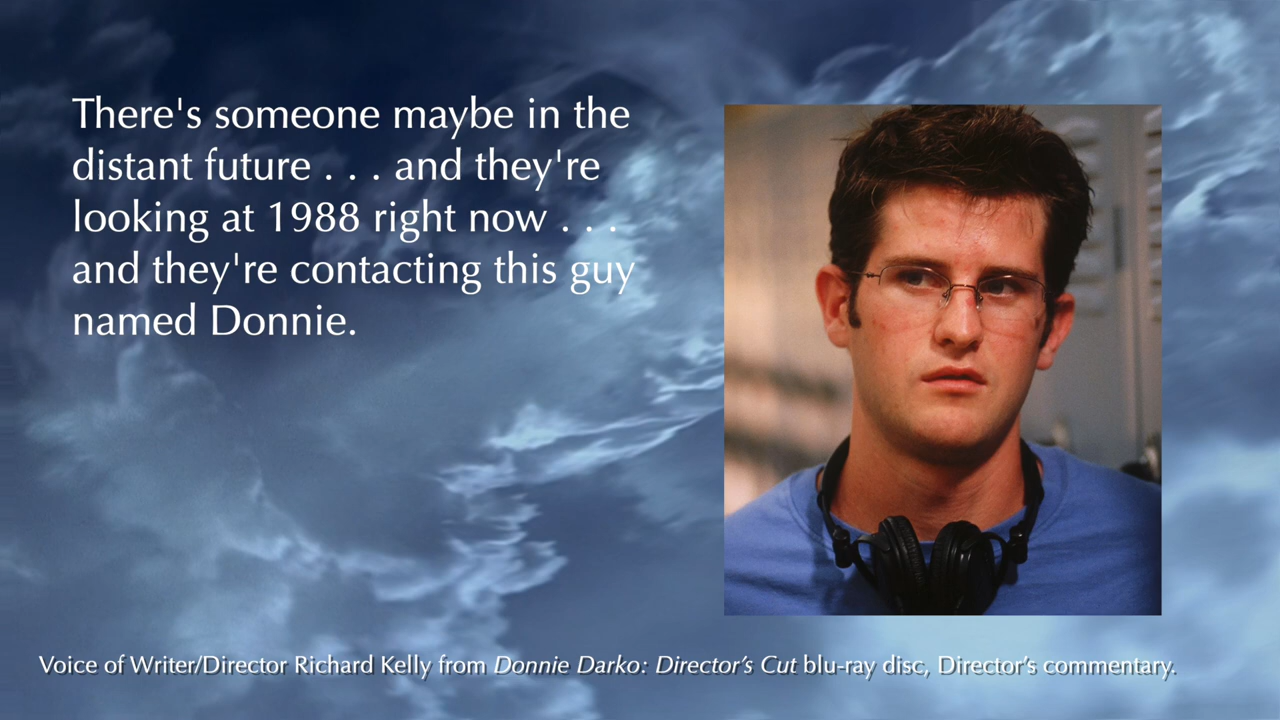 There's someone maybe in the
distant future . . . and they're
looking at 1988 right now . . .
and they're contacting this guy
named Donnie.
Voice of Writer/Director Richard Kelly from Donnie Darko: Director’s Cut blu-ray disc, Director’s commentary.